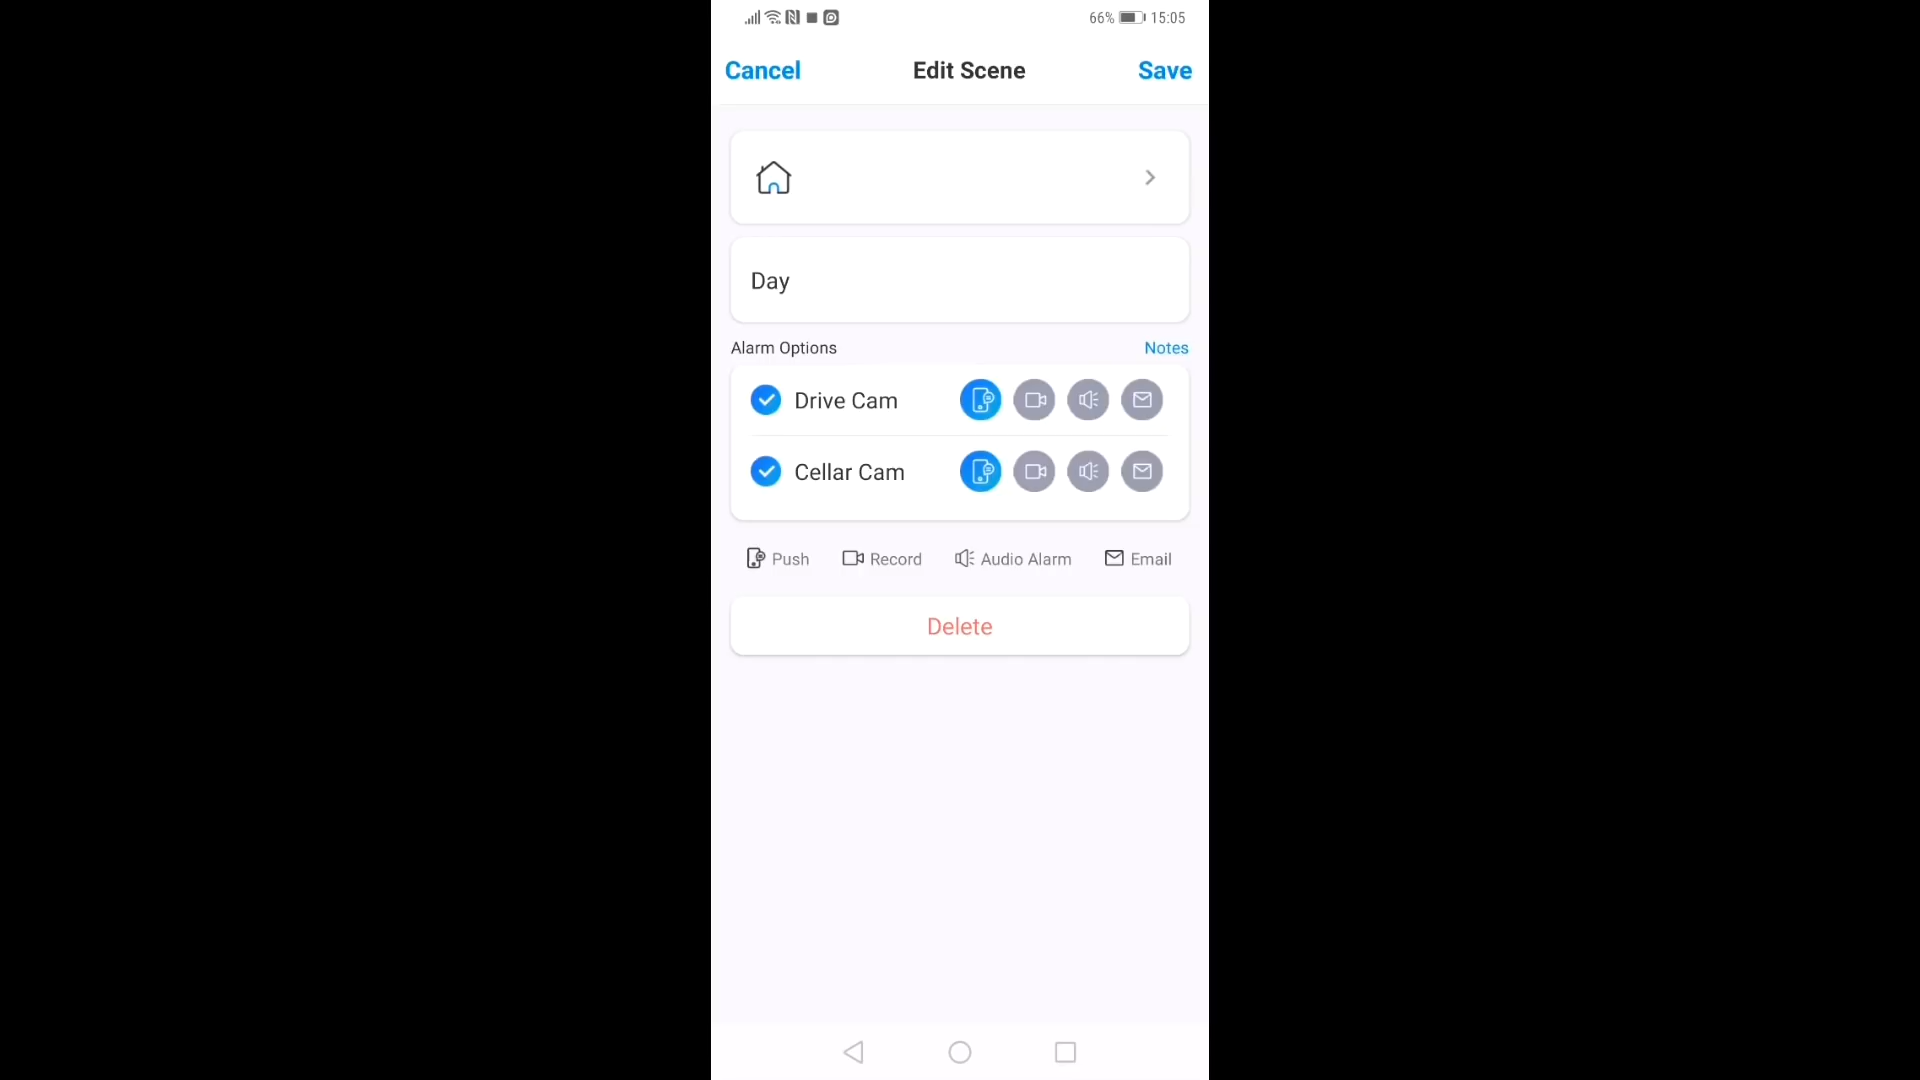 66% 15:05
Cancel Edit Scene Save
Day
Alarm Options Notes
Drive Cam
Cellar Cam
Push Record Audio Alarm Email
Delete